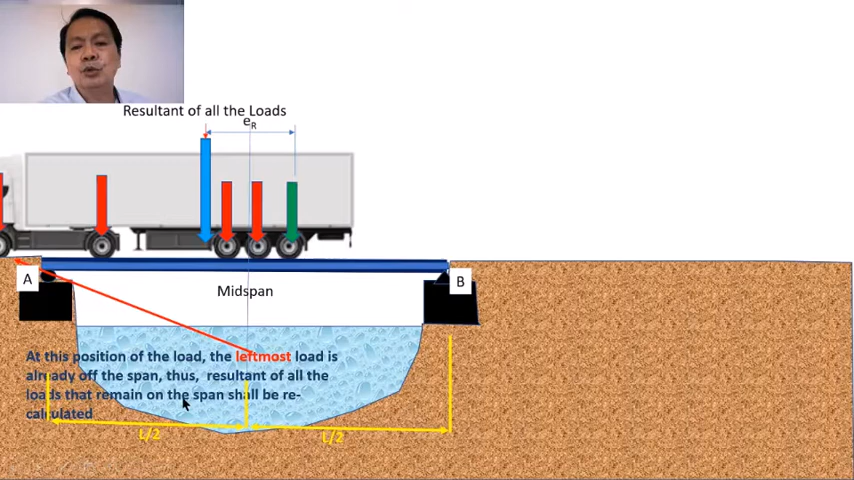 Resultant of all the Loads
eR
A
B
Midspan
At this position of the load, the leftmost load is
already off the span, thus, resultant of all the
loads that remain on the span shall be re-
calculated
L/2
L/2